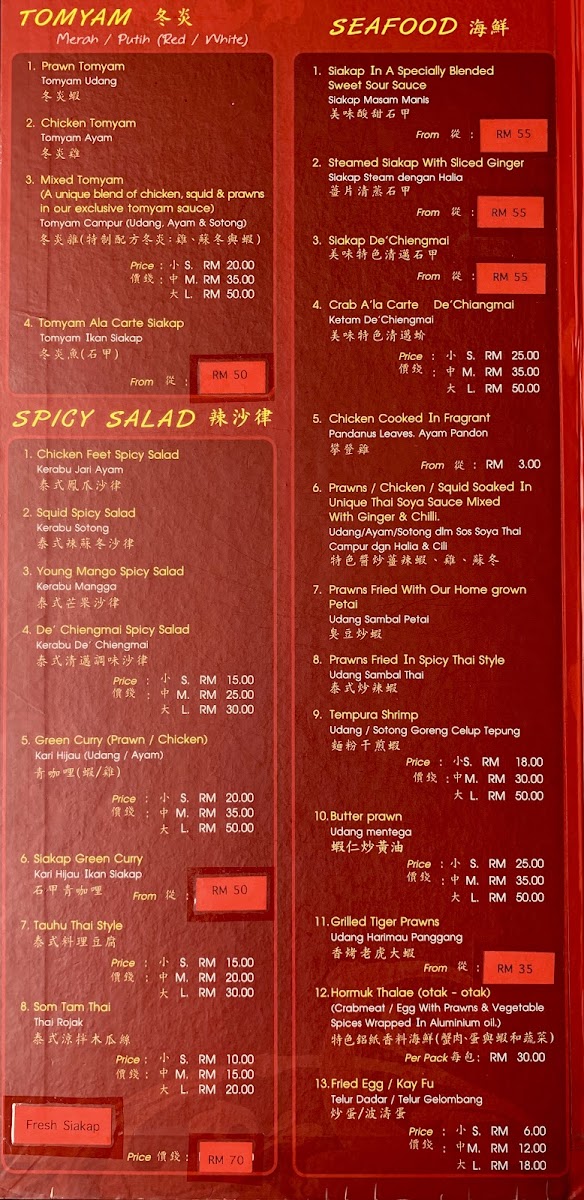 TOMYAM 冬炎
Merah / Putih (Red / White)
1. Prawn Tomyam
Tomyam Udang
冬炎蝦
2. Chicken Tomyam
Tomyam Ayam
冬炎雞
3. Mixed Tomyam
(A unique blend of chicken, squid & prawns
in our exclusive tomyam sauce)
Tomyam Campur (Udang, Ayam & Sotong)
冬炎雜(特制配方冬炎:雞、蘇冬與蝦)
Price : 小 S. RM 20.00
價錢 : 中 M. RM 35.00
大 L. RM 50.00
4. Tomyam Ala Carte Siakap
Tomyam Ikan Siakap
冬炎魚(石甲)
From 從 : RM 50
SPICY SALAD 辣沙律
1. Chicken Feet Spicy Salad
Kerabu Jari Ayam
泰式鳳爪沙律
2. Squid Spicy Salad
Kerabu Sotong
泰式辣蘇冬沙律
3. Young Mango Spicy Salad
Kerabu Mangga
泰式芒果沙律
4. De' Chiengmai Spicy Salad
Kerabu De' Chiengmai
泰式清邁調味沙律
Price : 小 S. RM 15.00
價錢 : 中 M. RM 25.00
大 L. RM 30.00
5. Green Curry (Prawn / Chicken)
Kari Hijau (Udang / Ayam)
青咖哩(蝦/雞)
Price : 小 S. RM 20.00
價錢 : 中 M. RM 35.00
大 L. RM 50.00
6. Siakap Green Curry
Kari Hijau Ikan Siakap
石甲青咖哩
From 從 : RM 50
7. Tauhu Thai Style
泰式料理豆腐
Price : 小 S. RM 15.00
價錢 : 中 M. RM 20.00
大 L. RM 30.00
8. Som Tam Thai
Thai Rojak
泰式涼拌木瓜絲
Price : 小 S. RM 10.00
價錢 : 中 M. RM 15.00
大 L. RM 20.00
Fresh Siakap
Price 價錢 : RM 70
SEAFOOD 海鮮
1. Siakap In A Specially Blended
Sweet Sour Sauce
Siakap Masam Manis
美味酸甜石甲
From 從 : RM 55
2. Steamed Siakap With Sliced Ginger
Siakap Steam dengan Halia
薑片清蒸石甲
From 從 : RM 55
3. Siakap De'Chiengmai
美味特色清邁石甲
From 從 : RM 55
4. Crab A'la Carte De'Chiangmai
Ketam De'Chiengmai
美味特色清邁蛤
Price : 小 S. RM 25.00
價錢 : 中 M. RM 35.00
大 L. RM 50.00
5. Chicken Cooked In Fragrant
Pandanus Leaves. Ayam Pandon
攀登雞
From 從 : RM 3.00
6. Prawns / Chicken / Squid Soaked In
Unique Thai Soya Sauce Mixed
With Ginger & Chilli.
Udang/Ayam/Sotong dlm Sos Soya Thai
Campur dgn Halia & Cili
特色醬炒薑辣蝦、雞、蘇冬
7. Prawns Fried With Our Home grown
Petai
Udang Sambal Petai
臭豆炒蝦
8. Prawns Fried In Spicy Thai Style
Udang Sambal Thai
泰式炒辣蝦
9. Tempura Shrimp
Udang / Sotong Goreng Celup Tepung
麵粉干煎蝦
Price : 小S. RM 18.00
價錢 : 中M. RM 30.00
大 L. RM 50.00
10. Butter prawn
Udang mentega
蝦仁炒黃油
Price : 小 S. RM 25.00
價錢 : 中 M. RM 35.00
大 L. RM 50.00
11. Grilled Tiger Prawns
Udang Harimau Panggang
香烤老虎大蝦
From 從 : RM 35
12. Hormuk Thalae (otak - otak)
(Crabmeat / Egg With Prawns & Vegetable
Spices Wrapped In Aluminium oil.)
特色鋁紙香料海鮮(蟹肉、蛋與蝦和蔬菜)
Per Pack 每包: RM 30.00
13. Fried Egg / Kay Fu
Telur Dadar / Telur Gelombang
炒蛋/波濤蛋
Price : 小 S. RM 6.00
價錢 : 中 M. RM 12.00
大 L. RM 18.00